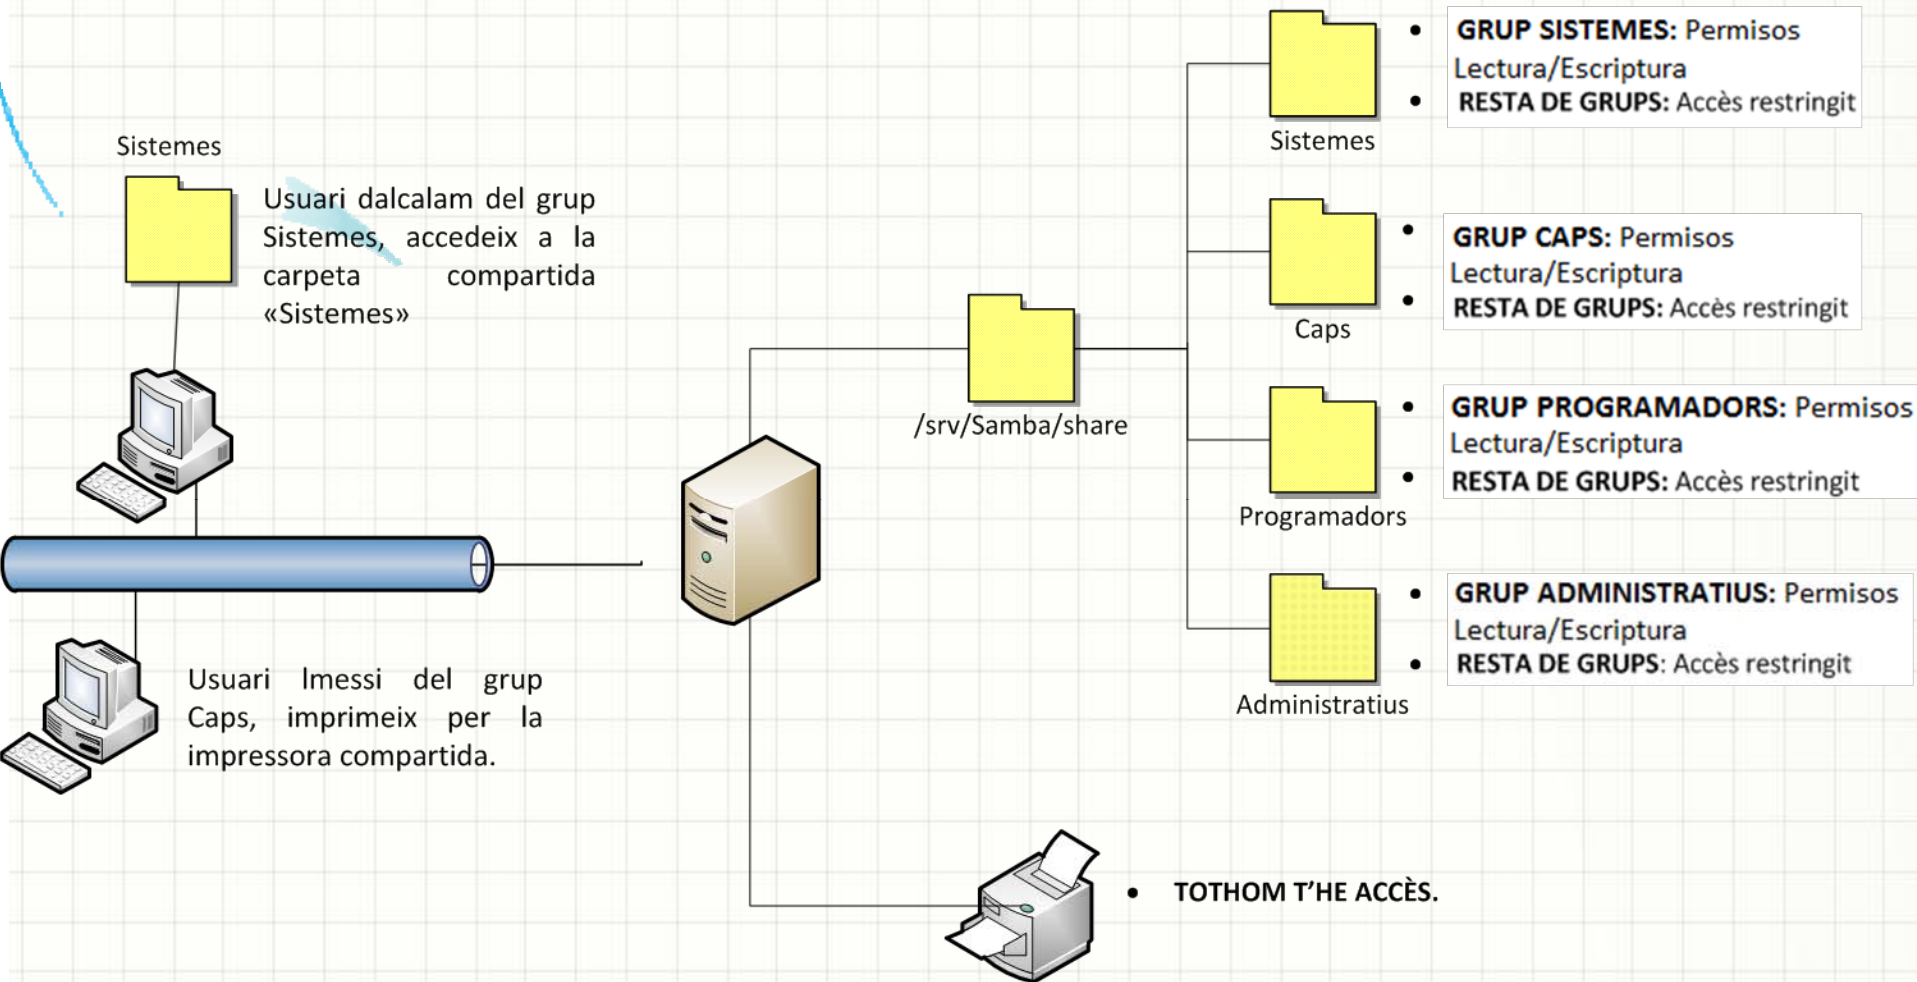 Sistemes
Usuari dalcalam del grup
Sistemes, accedeix a la
carpeta compartida
«Sistemes»
Usuari lmessi del grup
Caps, imprimeix per la
impressora compartida.
/srv/Samba/share
Sistemes
• GRUP SISTEMES: Permisos
Lectura/Escriptura
• RESTA DE GRUPS: Accès restringit
Caps
• GRUP CAPS: Permisos
Lectura/Escriptura
• RESTA DE GRUPS: Accès restringit
Programadors
• GRUP PROGRAMADORS: Permisos
Lectura/Escriptura
• RESTA DE GRUPS: Accès restringit
Administratius
• GRUP ADMINISTRATIUS: Permisos
Lectura/Escriptura
• RESTA DE GRUPS: Accès restringit
• TOTHOM T’HE ACCÈS.